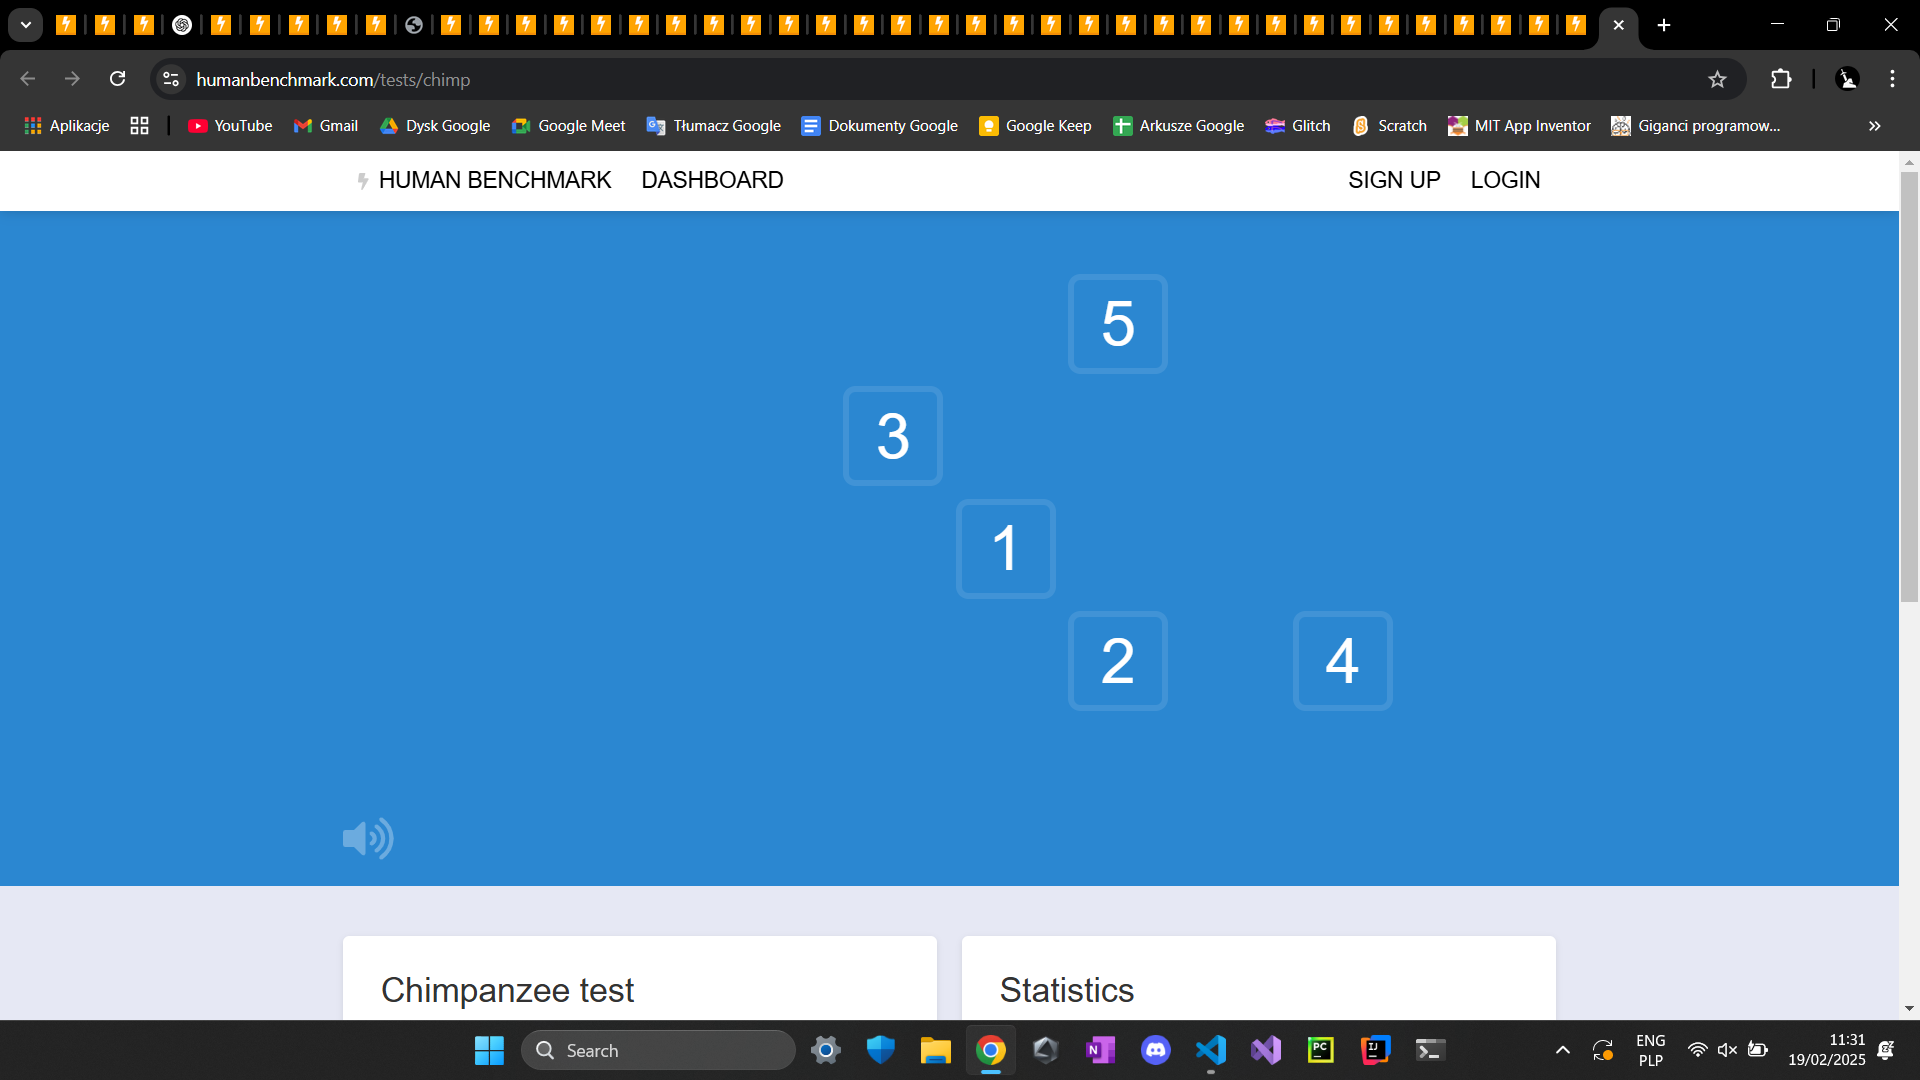 humanbenchmark.com/tests/chimp
Aplikacje YouTube Gmail Dysk Google Google Meet Tłumacz Google Dokumenty Google Google Keep Arkusze Google Glitch Scratch MIT App Inventor Giganci programow...
HUMAN BENCHMARK DASHBOARD SIGN UP LOGIN
5
3
1
2 4
Chimpanzee test Statistics
Search
ENG 11:31
PLP 19/02/2025